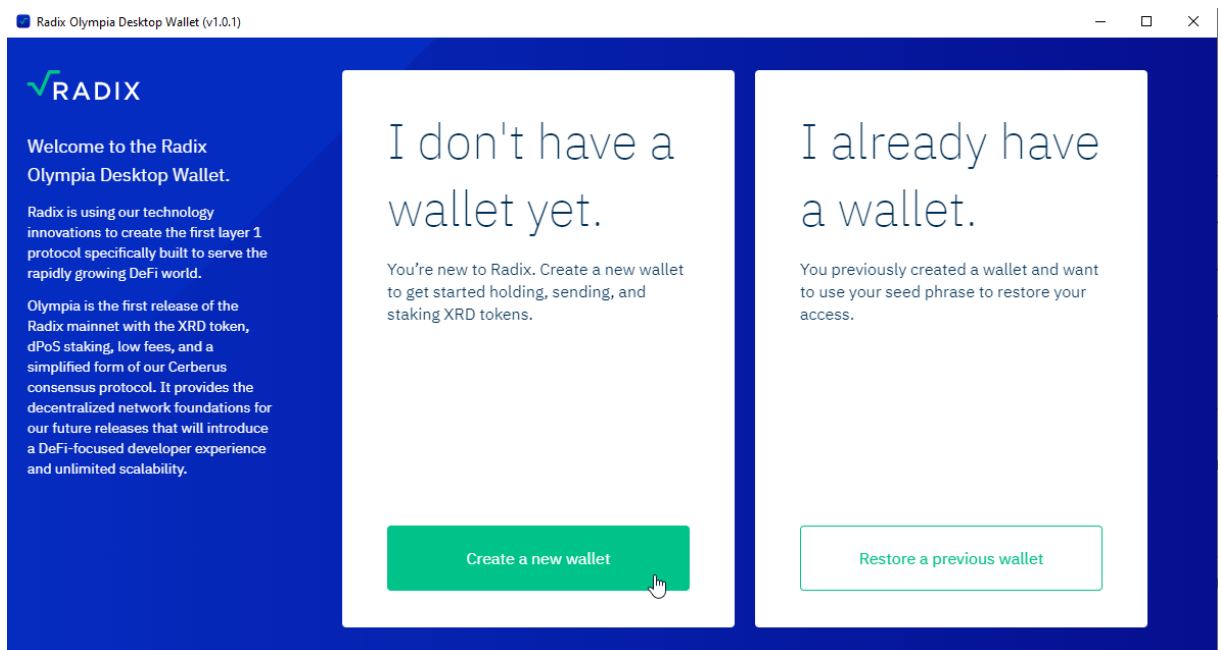 Radix Olympia Desktop Wallet (v1.0.1)
RADIX
Welcome to the Radix
Olympia Desktop Wallet.
Radix is using our technology
innovations to create the first layer 1
protocol specifically built to serve the
rapidly growing DeFi world.
Olympia is the first release of the
Radix mainnet with the XRD token,
dPoS staking, low fees, and a
simplified form of our Cerberus
consensus protocol. It provides the
decentralized network foundations for
our future releases that will introduce
a DeFi-focused developer experience
and unlimited scalability.
I don't have a
wallet yet.
You’re new to Radix. Create a new wallet
to get started holding, sending, and
staking XRD tokens.
Create a new wallet
I already have
a wallet.
You previously created a wallet and want
to use your seed phrase to restore your
access.
Restore a previous wallet